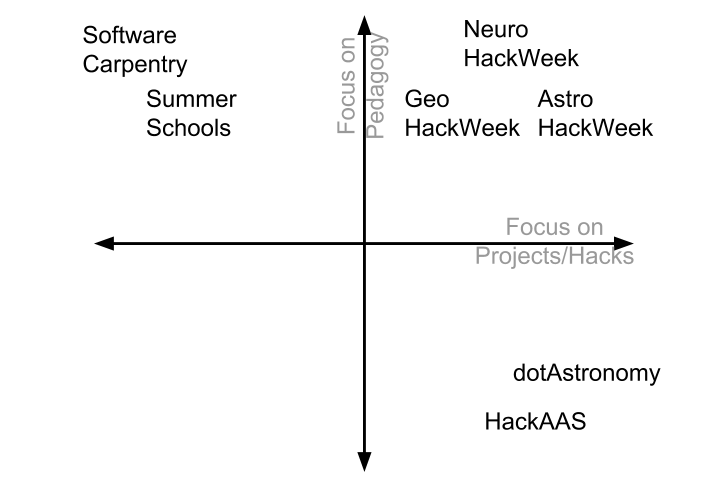 Software
Carpentry
Summer
Schools
Focus on
Pedagogy
Neuro
HackWeek
Geo
HackWeek
Astro
HackWeek
Focus on
Projects/Hacks
dotAstronomy
HackAAS